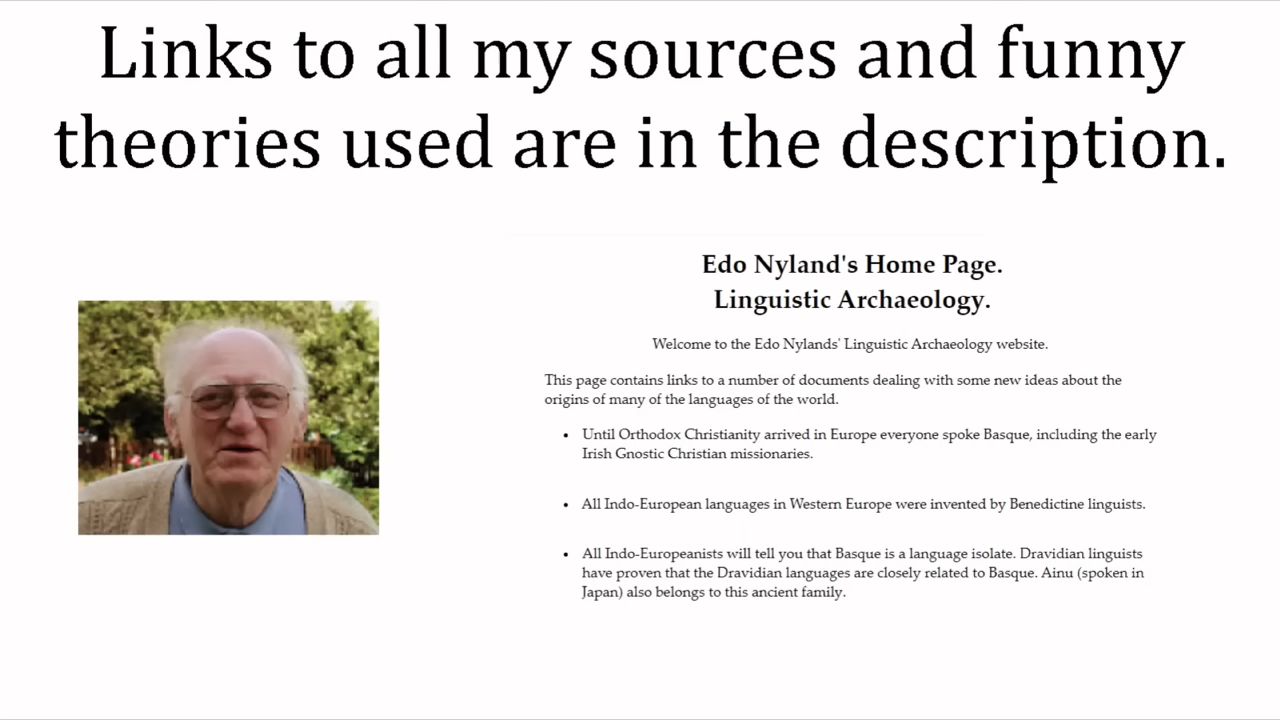 Links to all my sources and funny
theories used are in the description.
Edo Nyland's Home Page.
Linguistic Archaeology.
Welcome to the Edo Nylands' Linguistic Archaeology website.
This page contains links to a number of documents dealing with some new ideas about the
origins of many of the languages of the world.
• Until Orthodox Christianity arrived in Europe everyone spoke Basque, including the early
Irish Gnostic Christian missionaries.
• All Indo-European languages in Western Europe were invented by Benedictine linguists.
• All Indo-Europeanists will tell you that Basque is a language isolate. Dravidian linguists
have proven that the Dravidian languages are closely related to Basque. Ainu (spoken in
Japan) also belongs to this ancient family.